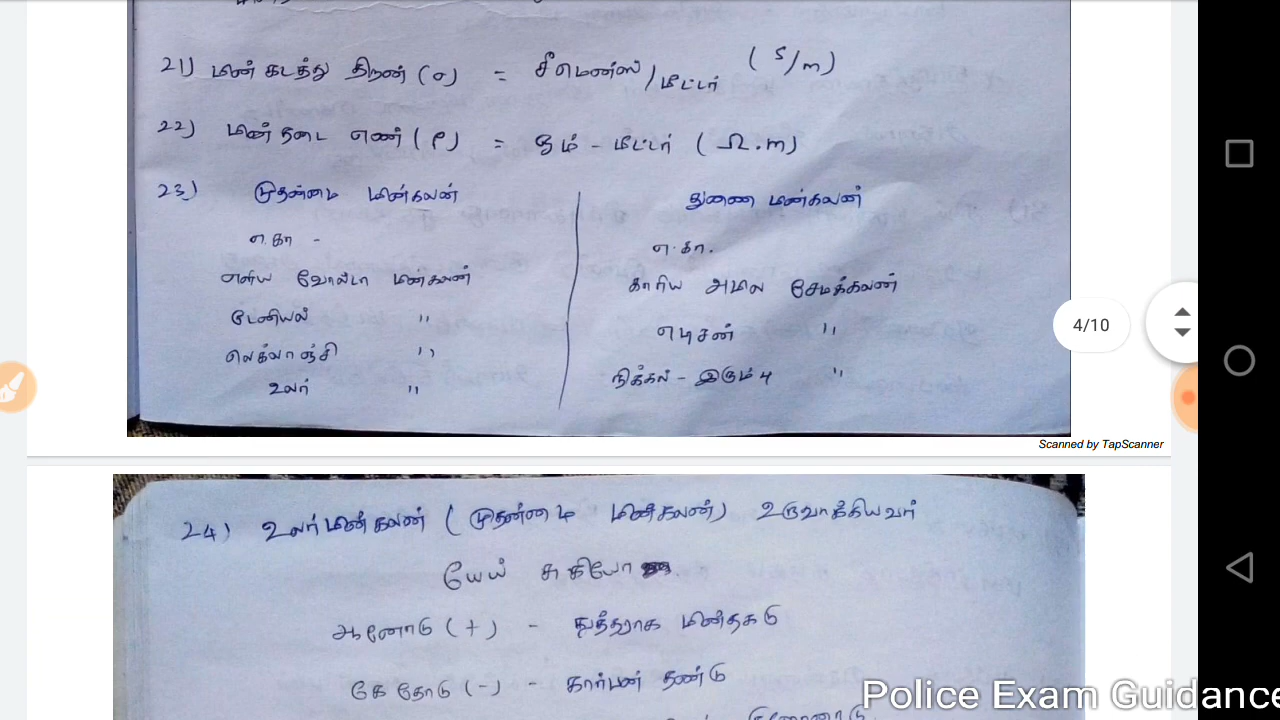 21) மின் கடத்து திறன் (σ) = சீமென்ஸ்/மீட்டர் (S/m)
22) மின் தடை எண் (ρ) = ஓம் - மீட்டர் (Ω.m)
23) முதன்மை மின்கலன் துணை மின்கலன்
எ.கா - எ.கா.
எளிய வோல்டா மின்கலன் காரிய அமில சேமக்கலன்
டேனியல் " எடிசன் "
லெக்லாஞ்சி " நிக்கல் - இரும்பு "
உலர் "
4/10
Scanned by TapScanner
24) உலர்மின்கலன் (முதன்மை மின்கலன்) உருவாக்கியவர்
யேய் சுகியோ
ஆனோடு (+) - துத்தநாக மின்தகடு
கேதோடு (-) - கார்பன் தண்டு
Police Exam Guidance